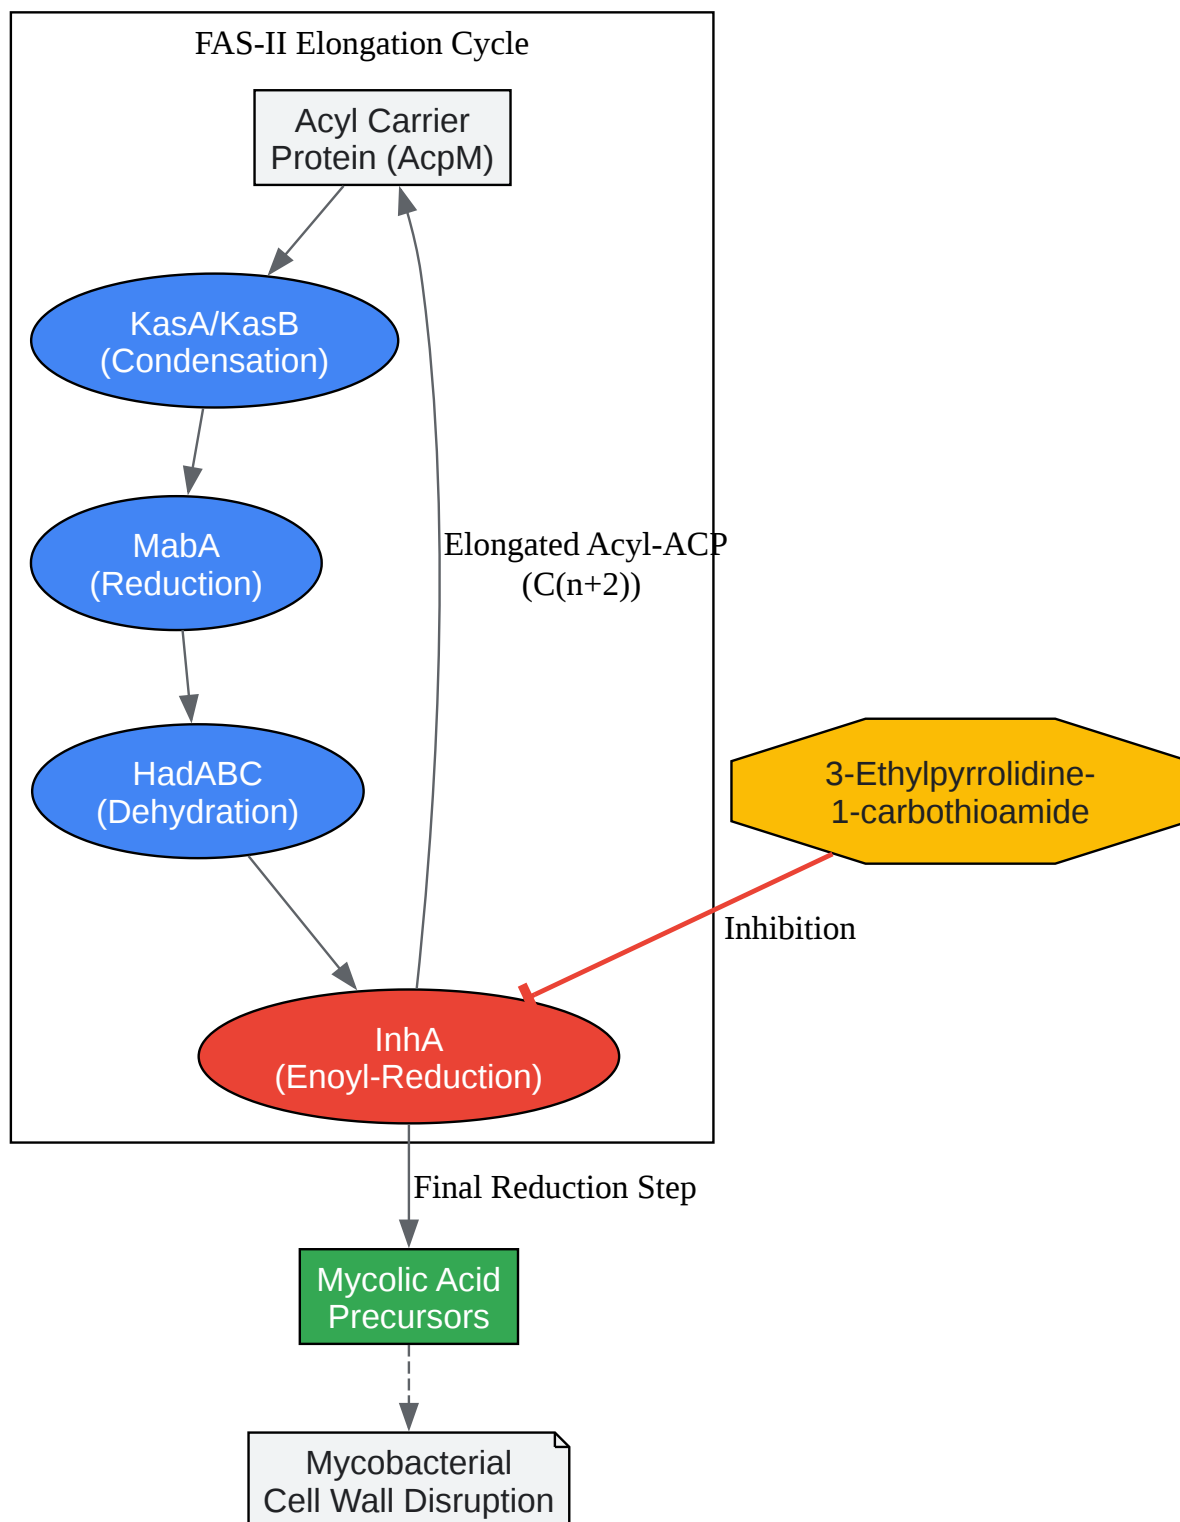 FAS-II Elongation Cycle
Acyl Carrier
Protein (AcpM)
KasA/KasB
(Condensation)
MabA
(Reduction)
Elongated Acyl-ACP
(C(n+2))
HadABC
(Dehydration)
3-Ethylpyrrolidine-
1-carbothioamide
Inhibition
InhA
(Enoyl-Reduction)
Final Reduction Step
Mycolic Acid
Precursors
Mycobacterial
Cell Wall Disruption